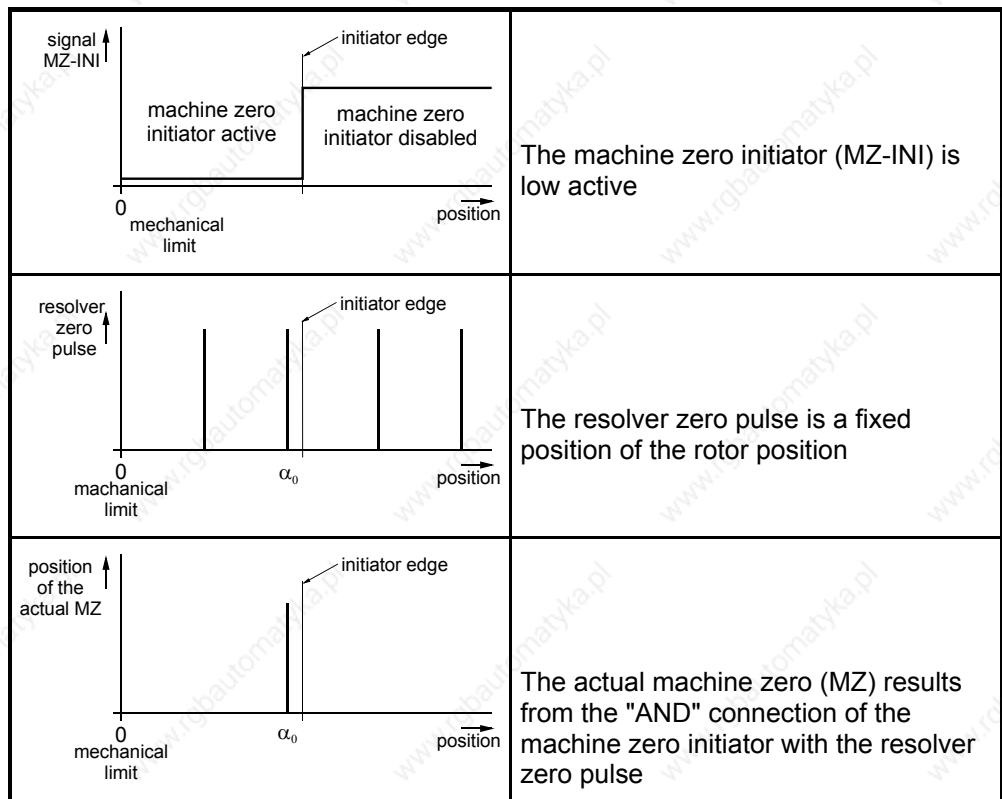 signal
MZ-INI
initiator edge
machine zero
initiator active
machine zero
initiator disabled
0
mechanical
limit
position
The machine zero initiator (MZ-INI) is
low active
resolver
zero
pulse
initiator edge
0
machanical
limit
α₀
position
The resolver zero pulse is a fixed
position of the rotor position
position
of the
actual MZ
initiator edge
0
mechanical
limit
α₀
position
The actual machine zero (MZ) results
from the "AND" connection of the
machine zero initiator with the resolver
zero pulse
www.rgbautomatyka.pl